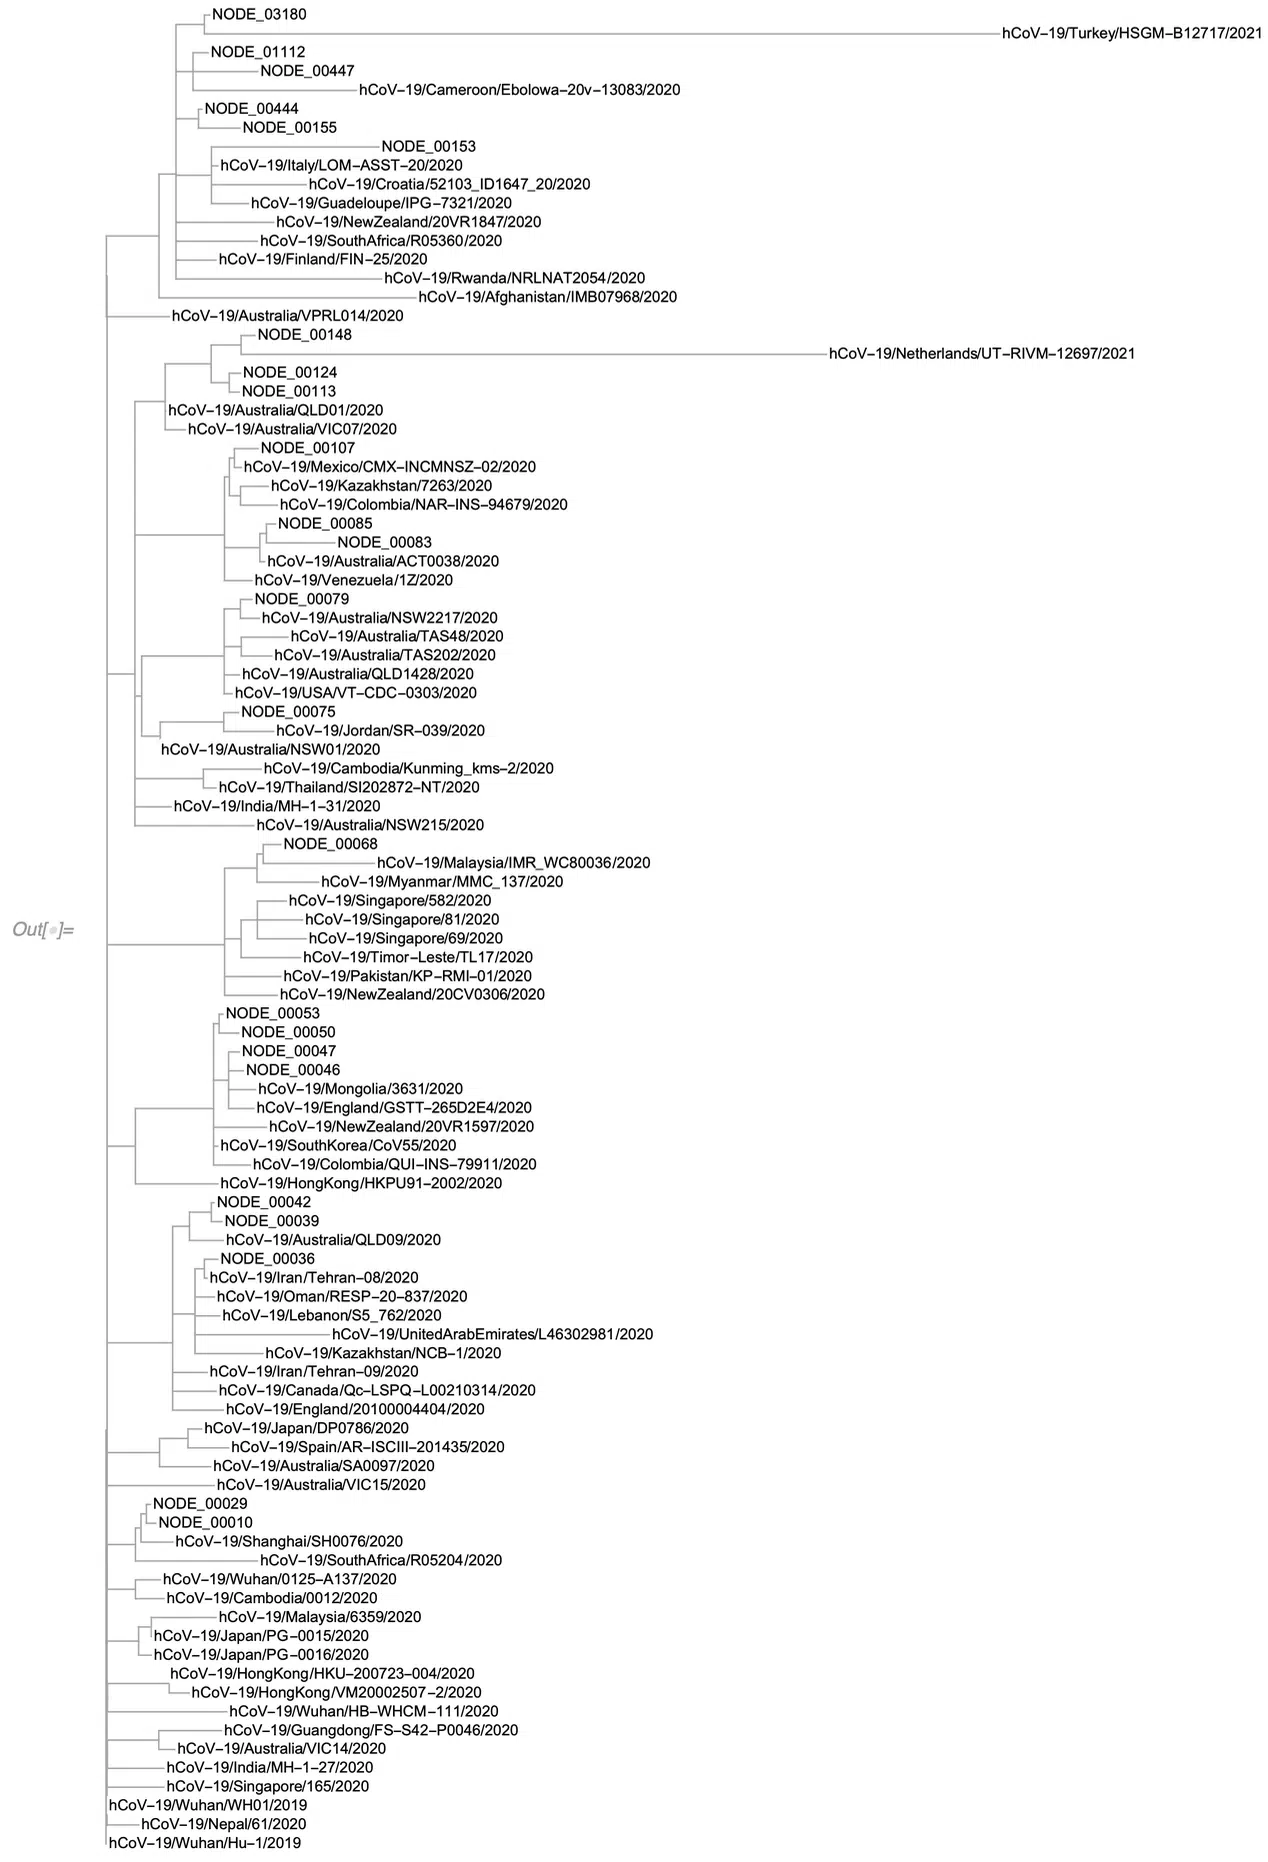 NODE_03180
hCoV-19/Turkey/HSGM-B12717/2021
NODE_01112
NODE_00447
hCoV-19/Cameroon/Ebolowa-20v-13083/2020
NODE_00444
NODE_00155
NODE_00153
hCoV-19/Italy/LOM-ASST-20/2020
hCoV-19/Croatia/52103_ID1647_20/2020
hCoV-19/Guadeloupe/IPG-7321/2020
hCoV-19/NewZealand/20VR1847/2020
hCoV-19/SouthAfrica/R05360/2020
hCoV-19/Finland/FIN-25/2020
hCoV-19/Rwanda/NRLNAT2054/2020
hCoV-19/Afghanistan/IMB07968/2020
hCoV-19/Australia/VPRL014/2020
NODE_00148
hCoV-19/Netherlands/UT-RIVM-12697/2021
NODE_00124
NODE_00113
hCoV-19/Australia/QLD01/2020
hCoV-19/Australia/VIC07/2020
NODE_00107
hCoV-19/Mexico/CMX-INCMNSZ-02/2020
hCoV-19/Kazakhstan/7263/2020
hCoV-19/Colombia/NAR-INS-94679/2020
NODE_00085
NODE_00083
hCoV-19/Australia/ACT0038/2020
hCoV-19/Venezuela/1Z/2020
NODE_00079
hCoV-19/Australia/NSW2217/2020
hCoV-19/Australia/TAS48/2020
hCoV-19/Australia/TAS202/2020
hCoV-19/Australia/QLD1428/2020
hCoV-19/USA/VT-CDC-0303/2020
NODE_00075
hCoV-19/Jordan/SR-039/2020
hCoV-19/Australia/NSW01/2020
hCoV-19/Cambodia/Kunming_kms-2/2020
hCoV-19/Thailand/SI202872-NT/2020
hCoV-19/India/MH-1-31/2020
hCoV-19/Australia/NSW215/2020
NODE_00068
hCoV-19/Malaysia/IMR_WC80036/2020
hCoV-19/Myanmar/MMC_137/2020
hCoV-19/Singapore/582/2020
hCoV-19/Singapore/81/2020
Out[•]=
hCoV-19/Singapore/69/2020
hCoV-19/Timor-Leste/TL17/2020
hCoV-19/Pakistan/KP-RMI-01/2020
hCoV-19/NewZealand/20CV0306/2020
NODE_00053
NODE_00050
NODE_00047
NODE_00046
hCoV-19/Mongolia/3631/2020
hCoV-19/England/GSTT-265D2E4/2020
hCoV-19/NewZealand/20VR1597/2020
hCoV-19/SouthKorea/CoV55/2020
hCoV-19/Colombia/QUI-INS-79911/2020
hCoV-19/HongKong/HKPU91-2002/2020
NODE_00042
NODE_00039
hCoV-19/Australia/QLD09/2020
NODE_00036
hCoV-19/Iran/Tehran-08/2020
hCoV-19/Oman/RESP-20-837/2020
hCoV-19/Lebanon/S5_762/2020
hCoV-19/UnitedArabEmirates/L46302981/2020
hCoV-19/Kazakhstan/NCB-1/2020
hCoV-19/Iran/Tehran-09/2020
hCoV-19/Canada/Qc-LSPQ-L00210314/2020
hCoV-19/England/20100004404/2020
hCoV-19/Japan/DP0786/2020
hCoV-19/Spain/AR-ISCIII-201435/2020
hCoV-19/Australia/SA0097/2020
hCoV-19/Australia/VIC15/2020
NODE_00029
NODE_00010
hCoV-19/Shanghai/SH0076/2020
hCoV-19/SouthAfrica/R05204/2020
hCoV-19/Wuhan/0125-A137/2020
hCoV-19/Cambodia/0012/2020
hCoV-19/Malaysia/6359/2020
hCoV-19/Japan/PG-0015/2020
hCoV-19/Japan/PG-0016/2020
hCoV-19/HongKong/HKU-200723-004/2020
hCoV-19/HongKong/VM20002507-2/2020
hCoV-19/Wuhan/HB-WHCM-111/2020
hCoV-19/Guangdong/FS-S42-P0046/2020
hCoV-19/Australia/VIC14/2020
hCoV-19/India/MH-1-27/2020
hCoV-19/Singapore/165/2020
hCoV-19/Wuhan/WH01/2019
hCoV-19/Nepal/61/2020
hCoV-19/Wuhan/Hu-1/2019